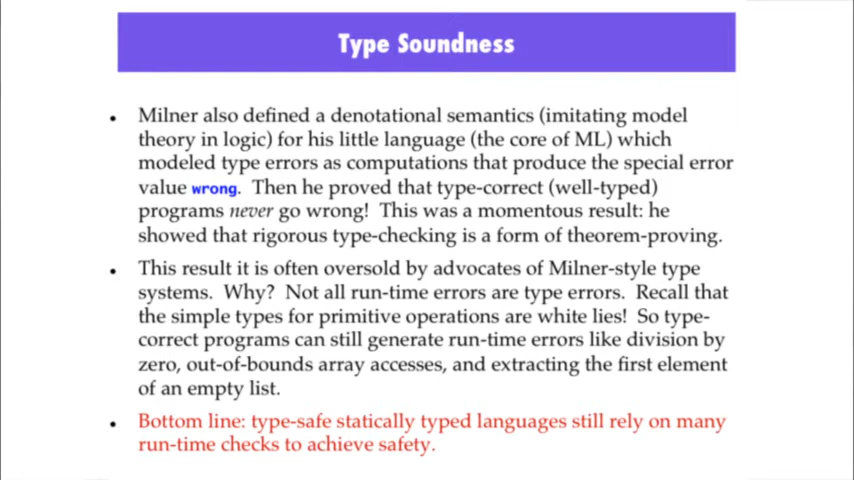 Type Soundness
• Milner also defined a denotational semantics (imitating model
theory in logic) for his little language (the core of ML) which
modeled type errors as computations that produce the special error
value wrong. Then he proved that type-correct (well-typed)
programs never go wrong! This was a momentous result: he
showed that rigorous type-checking is a form of theorem-proving.
• This result it is often oversold by advocates of Milner-style type
systems. Why? Not all run-time errors are type errors. Recall that
the simple types for primitive operations are white lies! So type-
correct programs can still generate run-time errors like division by
zero, out-of-bounds array accesses, and extracting the first element
of an empty list.
• Bottom line: type-safe statically typed languages still rely on many
run-time checks to achieve safety.